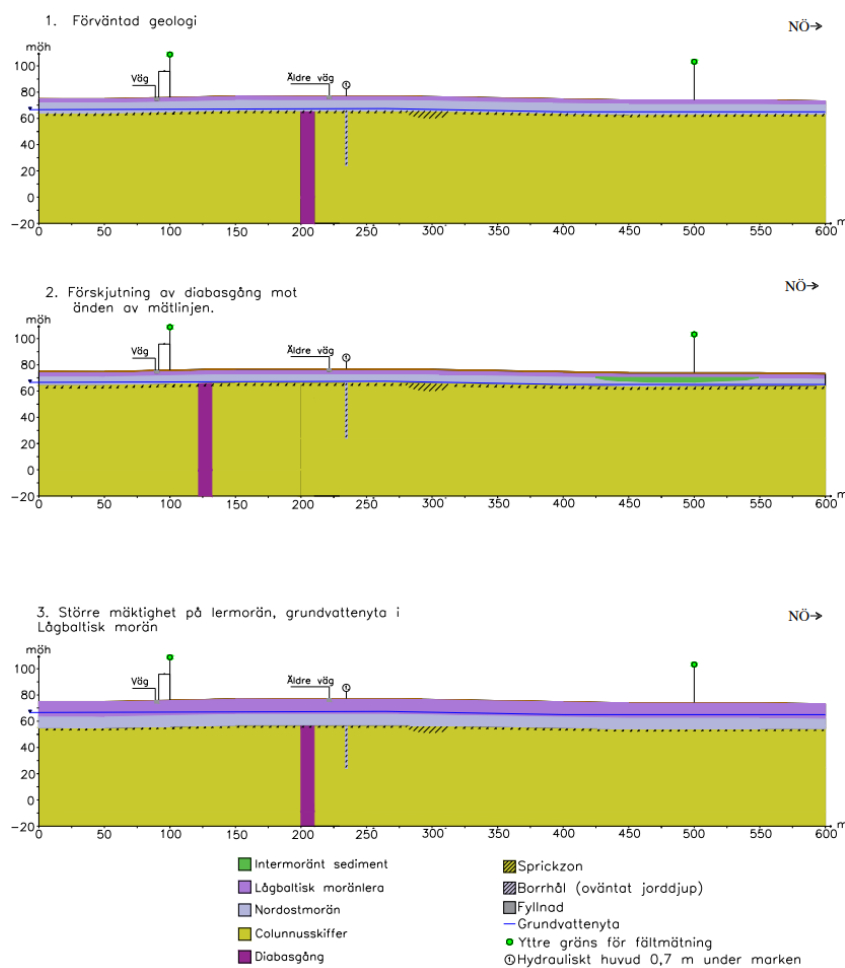 1. Förväntad geologi
NÖ→
möh
Väg
Äldre väg
100
80
60
40
20
0
-20
0 50 100 150 200 250 300 350 400 450 500 550 600
m
2. Förskjutning av diabasgång mot
änden av mätlinjen.
NÖ→
möh
Väg
Äldre väg
100
80
60
40
20
0
-20
0 50 100 150 200 250 300 350 400 450 500 550 600
m
3. Större mäktighet på lermorän, grundvattenyta i
Lågbaltisk morän
NÖ→
möh
Väg
Äldre väg
100
80
60
40
20
0
-20
0 50 100 150 200 250 300 350 400 450 500 550 600
m
Intermoränt sediment
Lågbaltisk moränlera
Nordostmorän
Colunnusskiffer
Diabasgång
Sprickzon
Borrhål (oväntat jorddjup)
Fyllnad
Grundvattenyta
Yttre gräns för fältmätning
Hydrauliskt huvud 0,7 m under marken